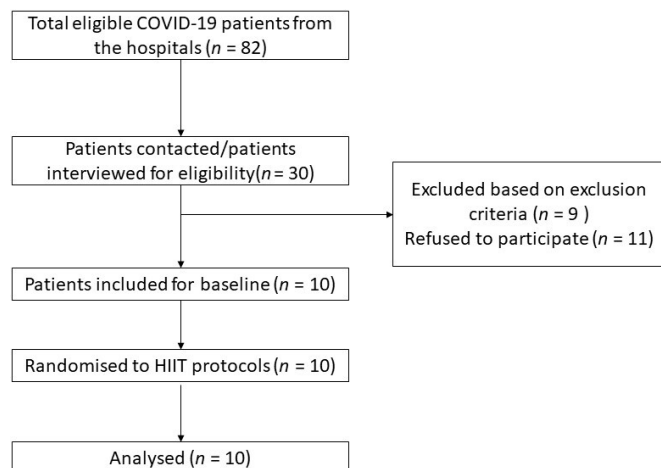 Total eligible COVID-19 patients from
the hospitals (n = 82)
Patients contacted/patients
interviewed for eligibility(n = 30)
Excluded based on exclusion
criteria (n = 9 )
Refused to participate (n = 11)
Patients included for baseline (n = 10)
Randomised to HIIT protocols (n = 10)
Analysed (n = 10)